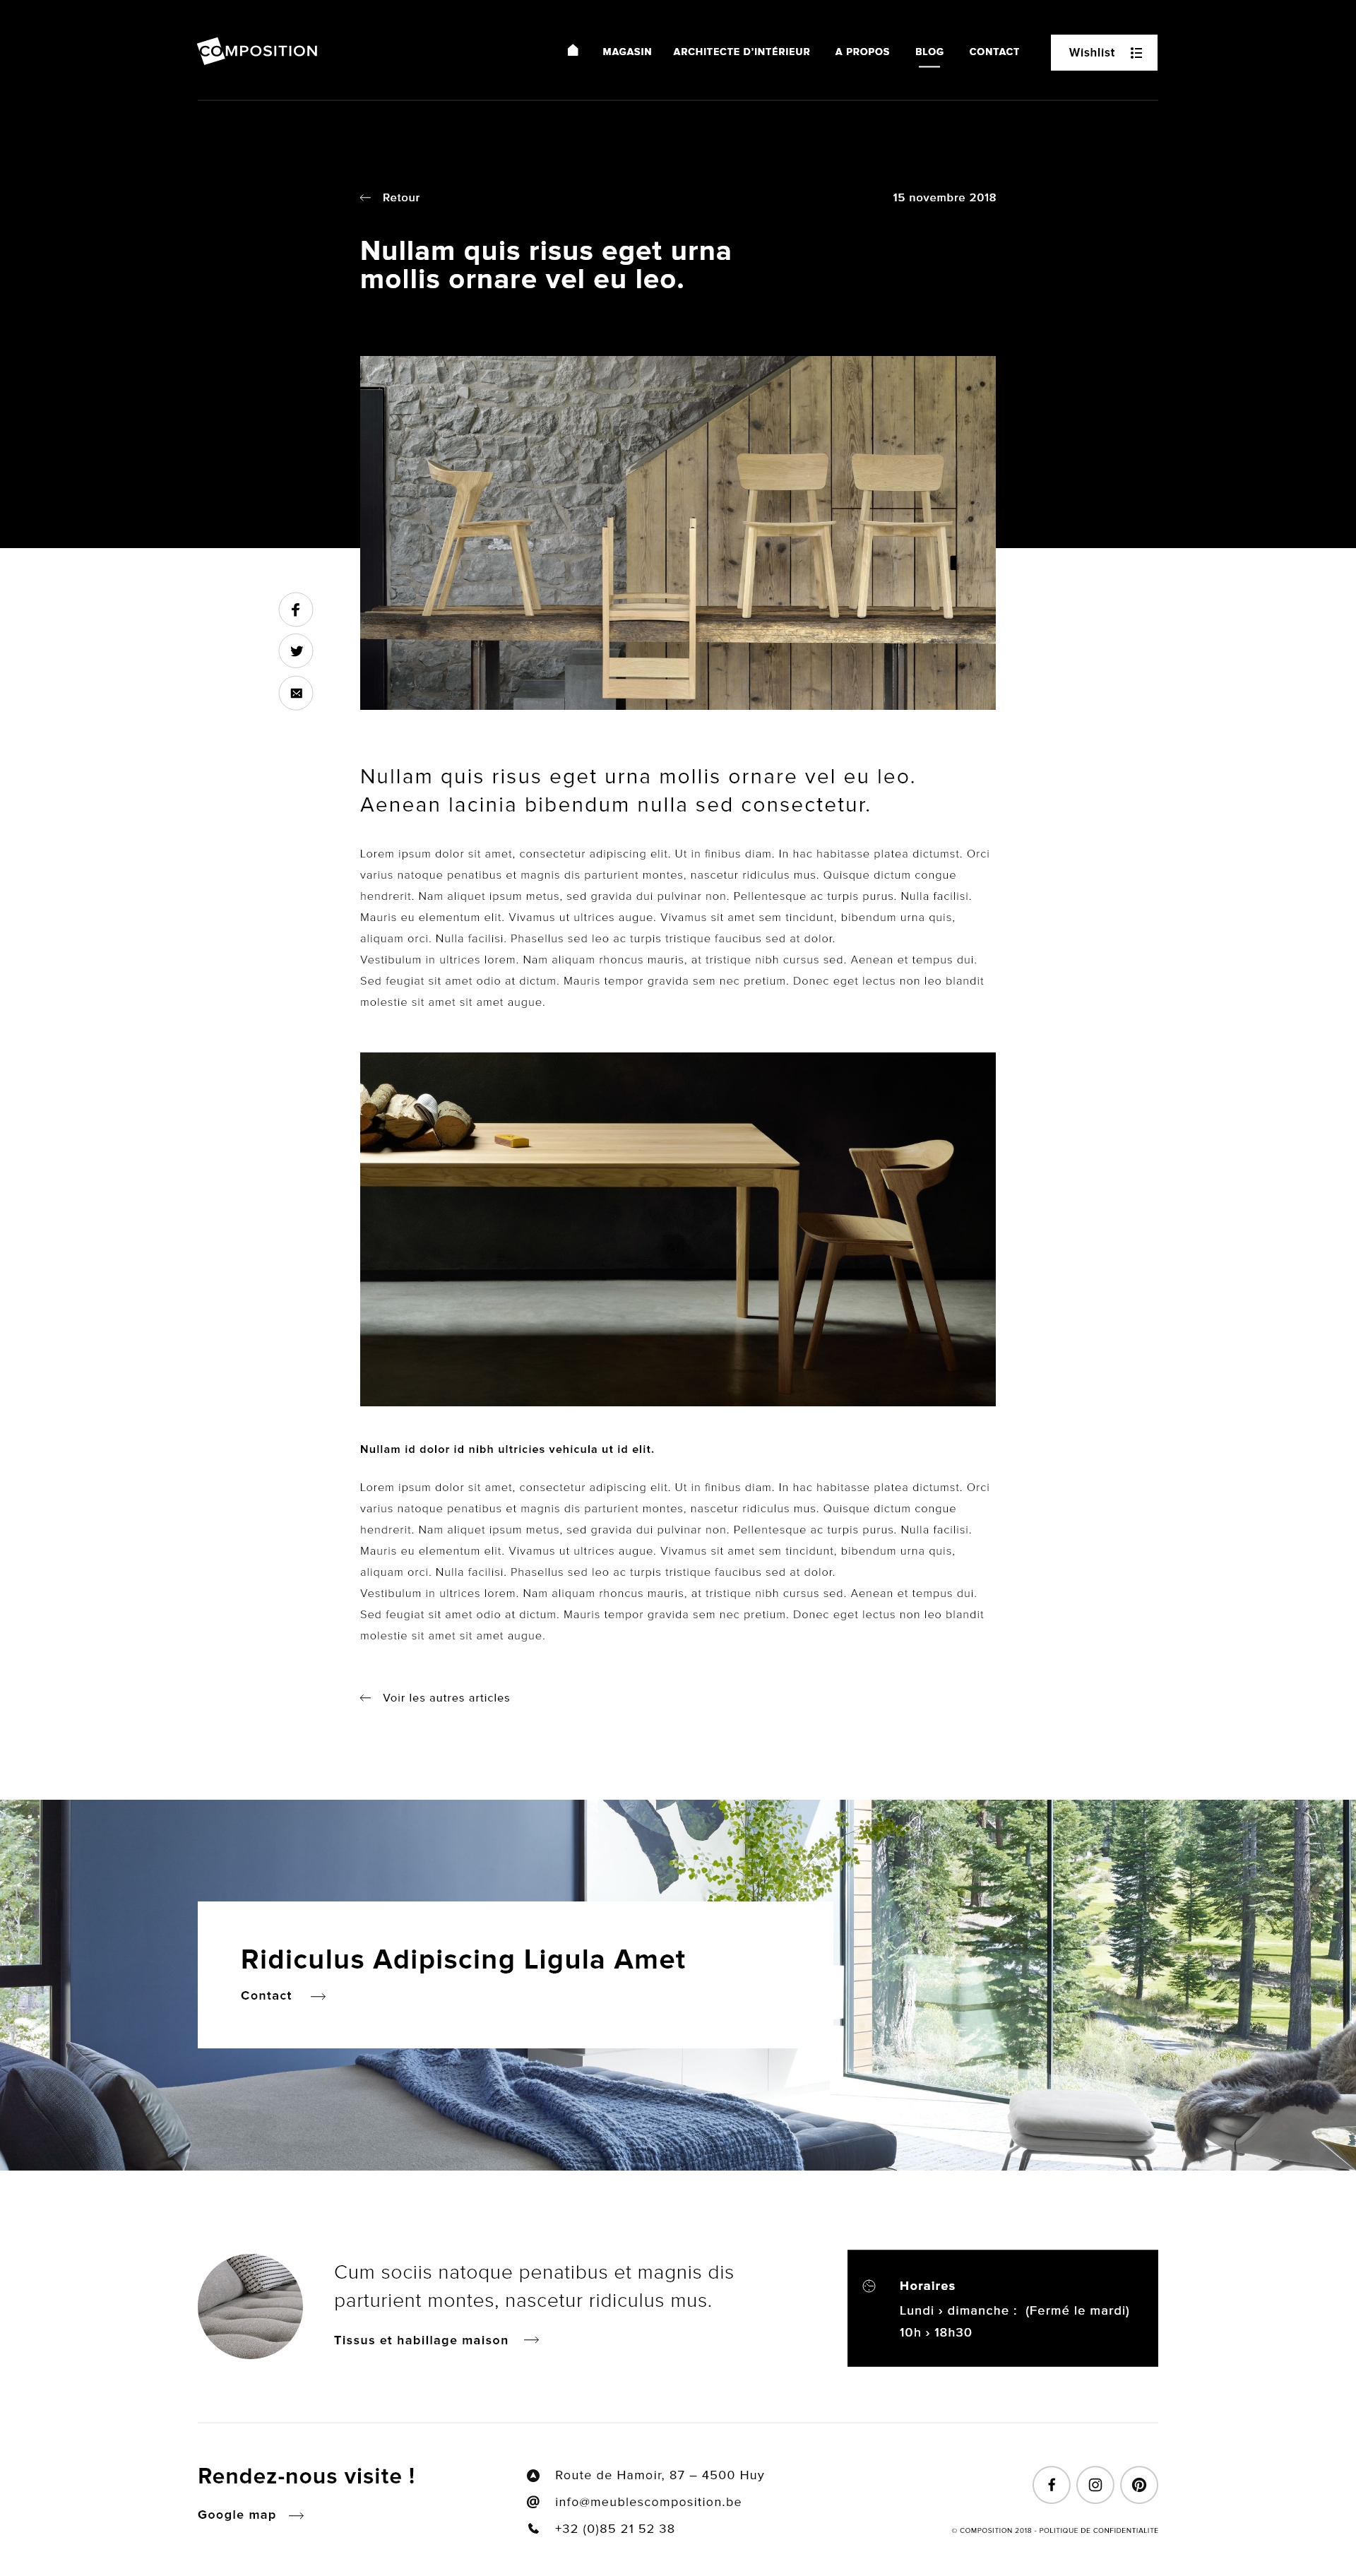 COMPOSITION
MAGASIN ARCHITECTE D'INTÉRIEUR A PROPOS BLOG CONTACT Wishlist
Retour 15 novembre 2018
Nullam quis risus eget urna
mollis ornare vel eu leo.
Nullam quis risus eget urna mollis ornare vel eu leo.
Aenean lacinia bibendum nulla sed consectetur.
Lorem ipsum dolor sit amet, consectetur adipiscing elit. Ut in finibus diam. In hac habitasse platea dictumst. Orci
varius natoque penatibus et magnis dis parturient montes, nascetur ridiculus mus. Quisque dictum congue
hendrerit. Nam aliquet ipsum metus, sed gravida dui pulvinar non. Pellentesque ac turpis purus. Nulla facilisi.
Mauris eu elementum elit. Vivamus ut ultrices augue. Vivamus sit amet sem tincidunt, bibendum urna quis,
aliquam orci. Nulla facilisi. Phasellus sed leo ac turpis tristique faucibus sed at dolor.
Vestibulum in ultrices lorem. Nam aliquam rhoncus mauris, at tristique nibh cursus sed. Aenean et tempus dui.
Sed feugiat sit amet odio at dictum. Mauris tempor gravida sem nec pretium. Donec eget lectus non leo blandit
molestie sit amet sit amet augue.
Nullam id dolor id nibh ultricies vehicula ut id elit.
Lorem ipsum dolor sit amet, consectetur adipiscing elit. Ut in finibus diam. In hac habitasse platea dictumst. Orci
varius natoque penatibus et magnis dis parturient montes, nascetur ridiculus mus. Quisque dictum congue
hendrerit. Nam aliquet ipsum metus, sed gravida dui pulvinar non. Pellentesque ac turpis purus. Nulla facilisi.
Mauris eu elementum elit. Vivamus ut ultrices augue. Vivamus sit amet sem tincidunt, bibendum urna quis,
aliquam orci. Nulla facilisi. Phasellus sed leo ac turpis tristique faucibus sed at dolor.
Vestibulum in ultrices lorem. Nam aliquam rhoncus mauris, at tristique nibh cursus sed. Aenean et tempus dui.
Sed feugiat sit amet odio at dictum. Mauris tempor gravida sem nec pretium. Donec eget lectus non leo blandit
molestie sit amet sit amet augue.
Voir les autres articles
Ridiculus Adipiscing Ligula Amet
Contact
Cum sociis natoque penatibus et magnis dis
parturient montes, nascetur ridiculus mus.
Tissus et habillage maison
Horaires
Lundi › dimanche : (Fermé le mardi)
10h › 18h30
Rendez-nous visite !
Google map
Route de Hamoir, 87 – 4500 Huy
info@meublescomposition.be
+32 (0)85 21 52 38
© COMPOSITION 2018 - POLITIQUE DE CONFIDENTIALITE